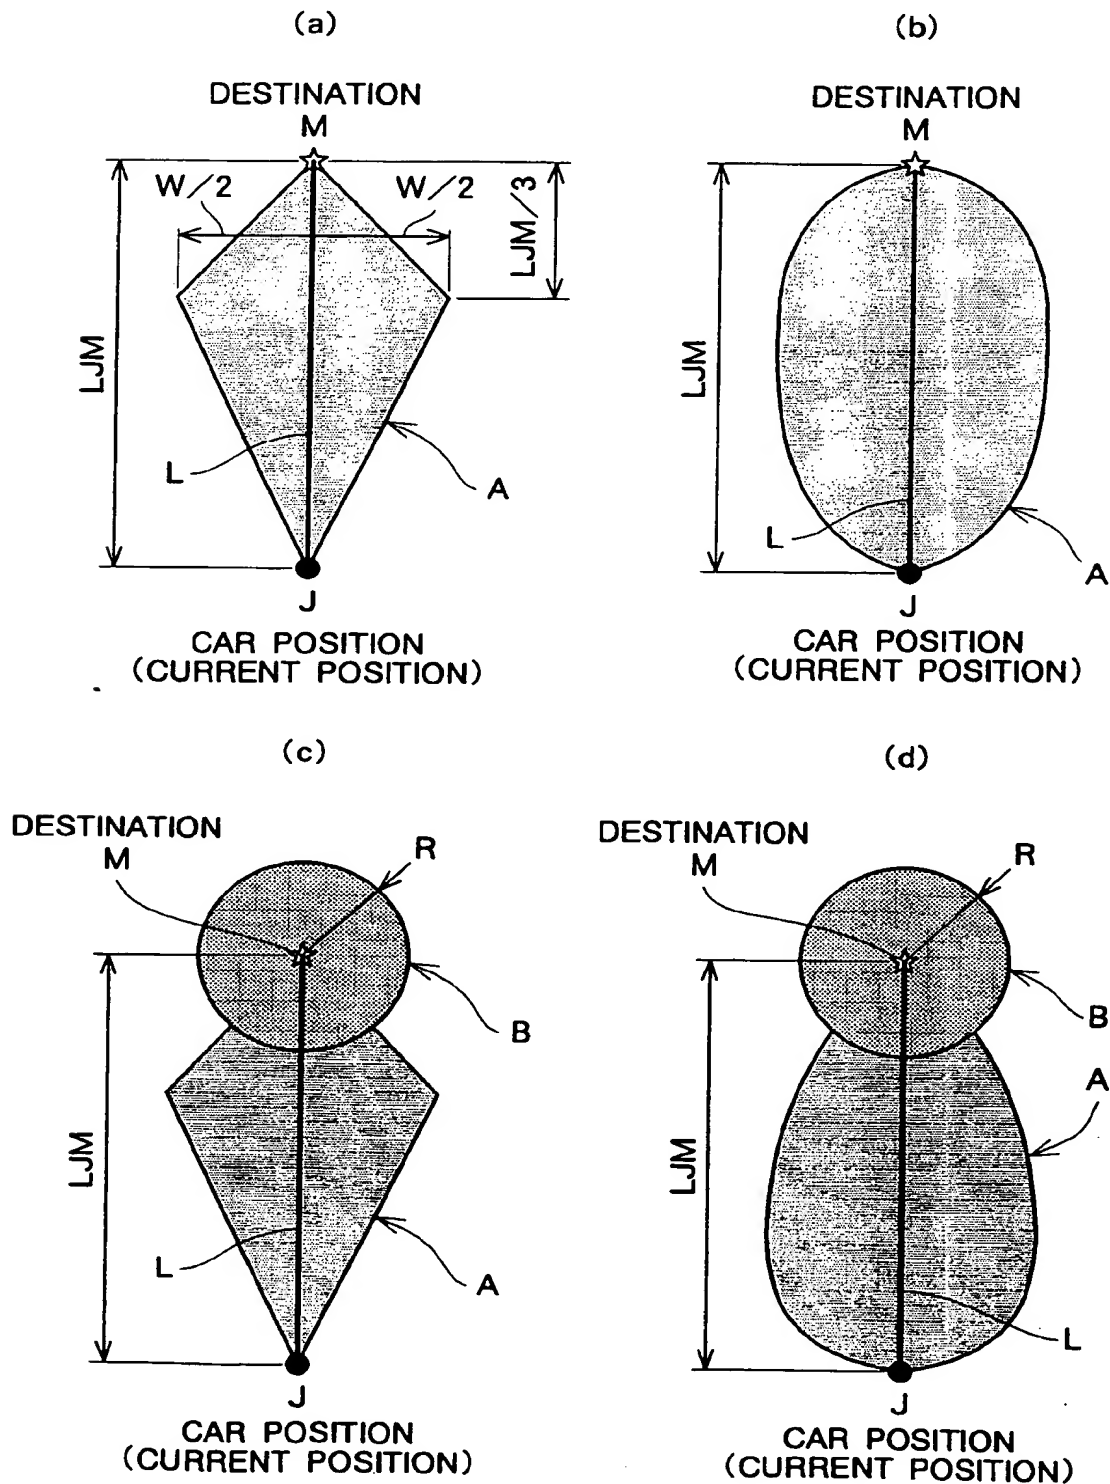 (a)
DESTINATION
M
W/2
W/2
LJM/3
LJM
L
A
J
CAR POSITION
(CURRENT POSITION)
(b)
DESTINATION
M
LJM
L
A
J
CAR POSITION
(CURRENT POSITION)
(c)
DESTINATION
M
R
B
LJM
L
A
J
CAR POSITION
(CURRENT POSITION)
(d)
DESTINATION
M
R
B
A
LJM
L
J
CAR POSITION
(CURRENT POSITION)